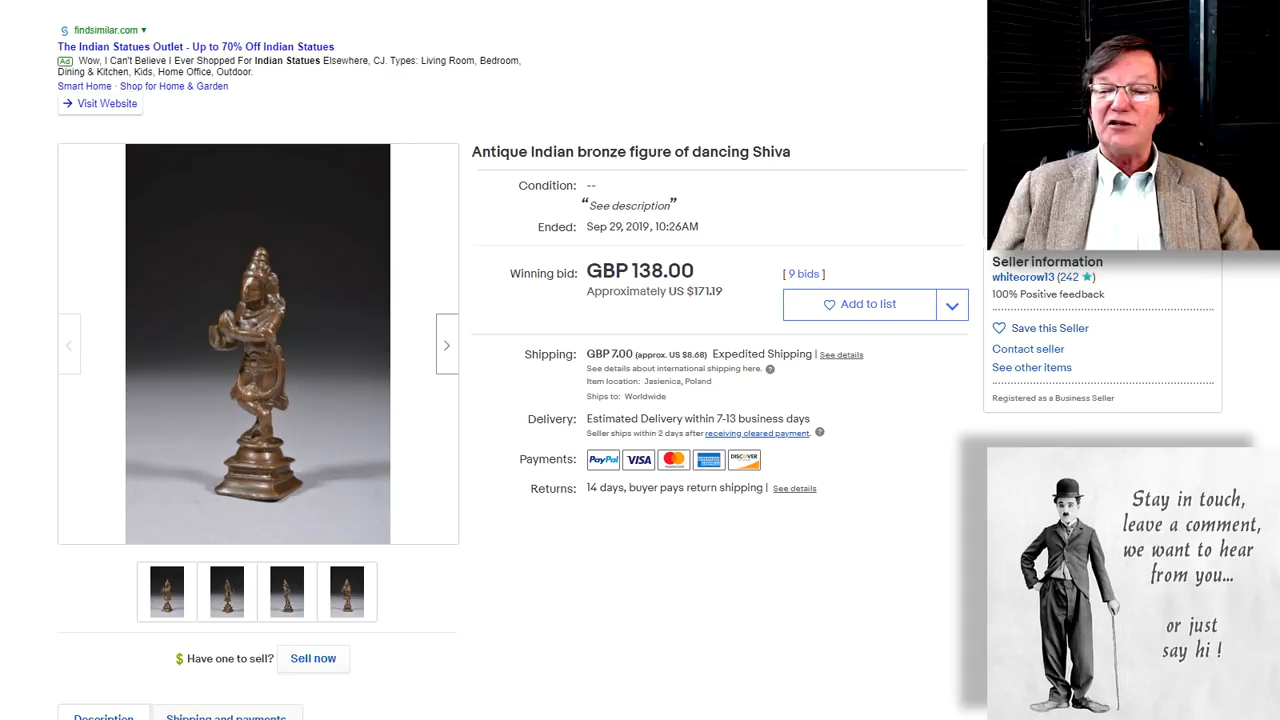 findsimilar.com
The Indian Statues Outlet - Up to 70% Off Indian Statues
Ad Wow, I Can't Believe I Ever Shopped For Indian Statues Elsewhere, CJ. Types: Living Room, Bedroom,
Dining & Kitchen, Kids, Home Office, Outdoor.
Smart Home · Shop for Home & Garden
Visit Website
Antique Indian bronze figure of dancing Shiva
Condition: --
“See description”
Ended: Sep 29, 2019, 10:26AM
Winning bid: GBP 138.00 [ 9 bids ]
Approximately US $171.19
Add to list
Shipping: GBP 7.00 (approx. US $8.68) Expedited Shipping | See details
See details about international shipping here. ?
Item location: Jasienica, Poland
Ships to: Worldwide
Delivery: Estimated Delivery within 7-13 business days
Seller ships within 2 days after receiving cleared payment. ?
Payments: PayPal VISA MasterCard AMERICAN EXPRESS DISCOVER
Returns: 14 days, buyer pays return shipping | See details
Seller information
whitecrow13 (242 )
100% Positive feedback
Save this Seller
Contact seller
See other items
Registered as a Business Seller
Stay in touch,
leave a comment,
we want to hear
from you...
or just
say hi !
$ Have one to sell? Sell now
Description Shipping and payments